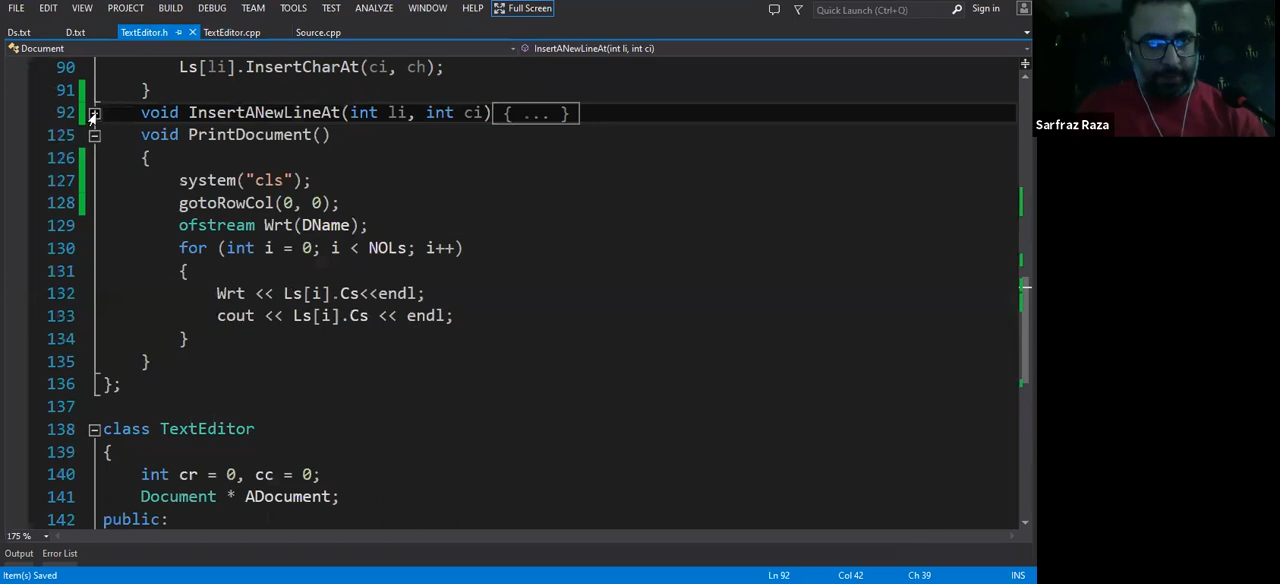 FILE EDIT VIEW PROJECT BUILD DEBUG TEAM TOOLS TEST ANALYZE WINDOW HELP Full Screen Quick Launch (Ctrl+Q) Sign in
Ds.txt D.txt TextEditor.h TextEditor.cpp Source.cpp
Document InsertANewLineAt(int li, int ci)
90 Ls[li].InsertCharAt(ci, ch);
91 }
92 void InsertANewLineAt(int li, int ci){ ... }
125 void PrintDocument()
126 {
127 system("cls");
128 gotoRowCol(0, 0);
129 ofstream Wrt(DName);
130 for (int i = 0; i < NOLs; i++)
131 {
132 Wrt << Ls[i].Cs<<endl;
133 cout << Ls[i].Cs << endl;
134 }
135 }
136 };
137
138 class TextEditor
139 {
140 int cr = 0, cc = 0;
141 Document * ADocument;
142 public:
175 %
Output Error List
Item(s) Saved Ln 92 Col 42 Ch 39 INS
Sarfraz Raza